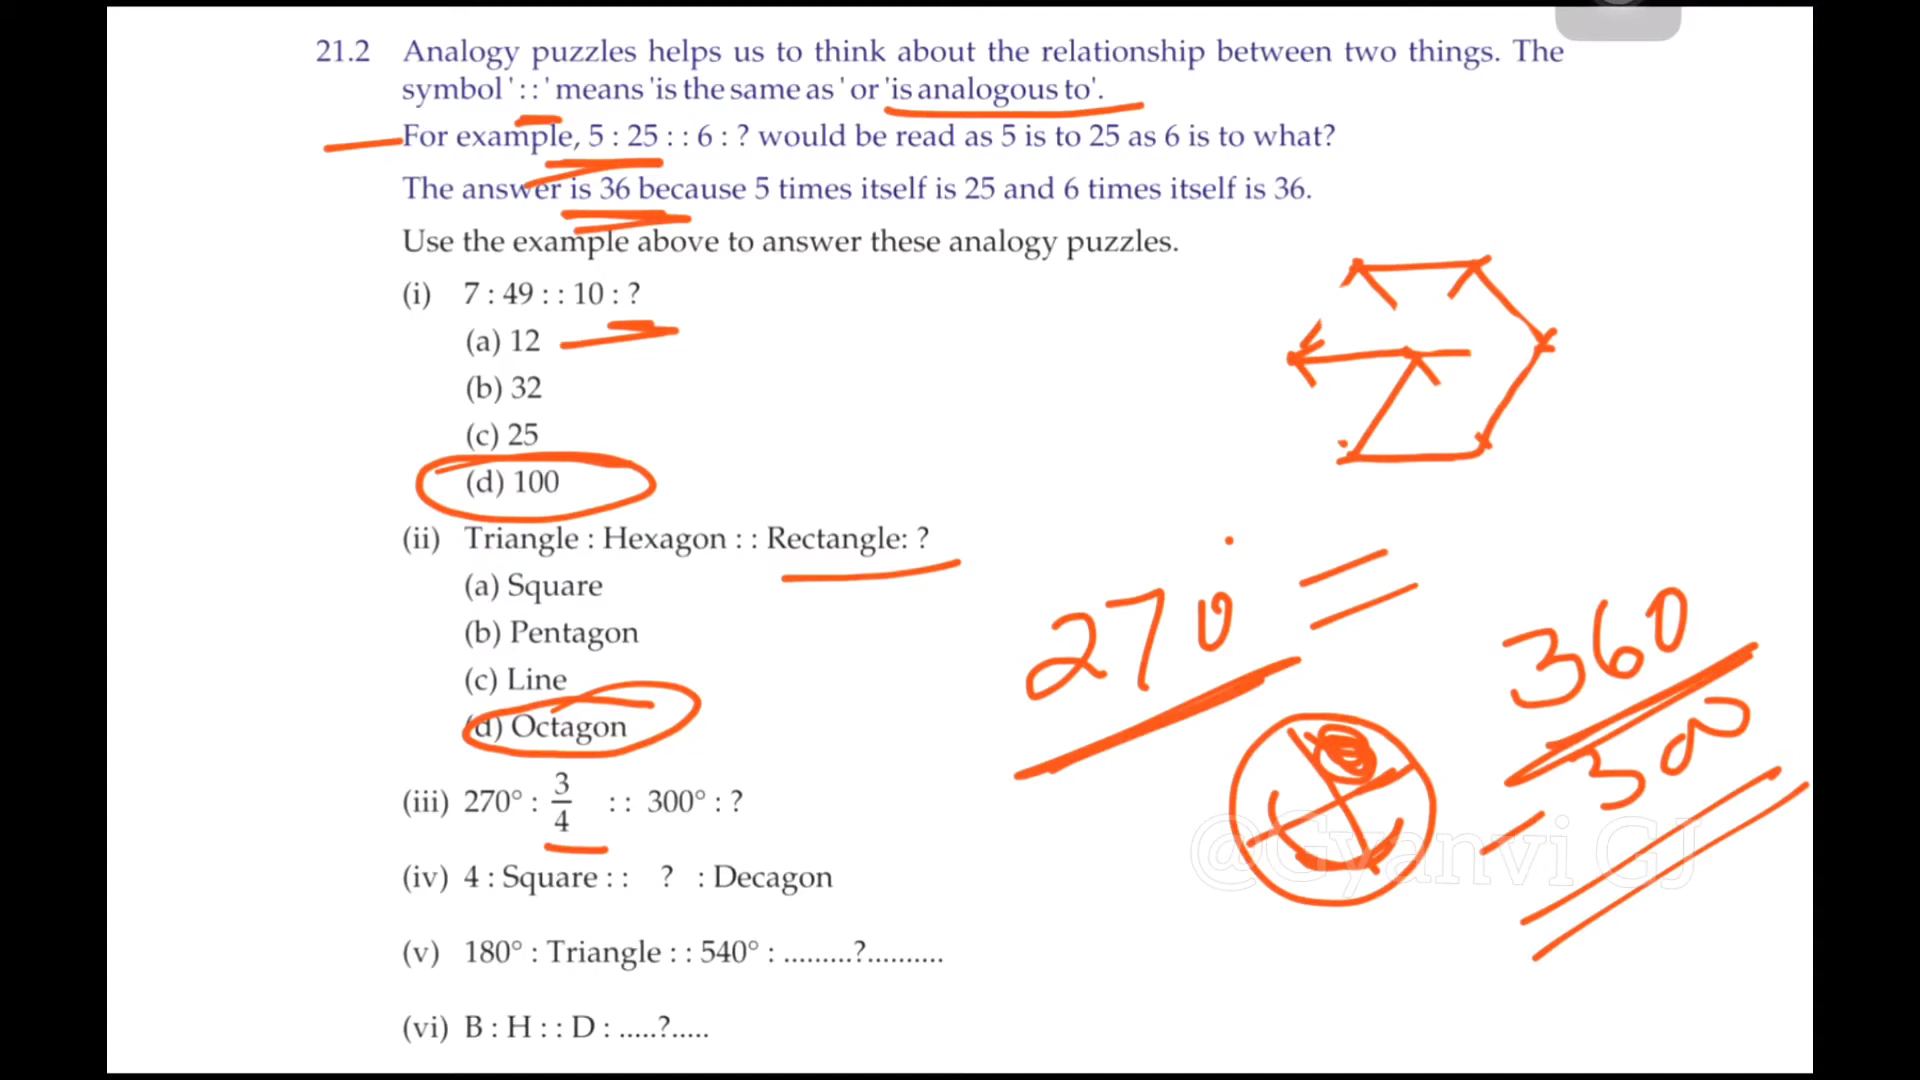 21.2 Analogy puzzles helps us to think about the relationship between two things. The
symbol ' : : ' means 'is the same as ' or 'is analogous to'.
For example, 5 : 25 : : 6 : ? would be read as 5 is to 25 as 6 is to what?
The answer is 36 because 5 times itself is 25 and 6 times itself is 36.
Use the example above to answer these analogy puzzles.
(i) 7 : 49 : : 10 : ?
(a) 12
(b) 32
(c) 25
(d) 100
(ii) Triangle : Hexagon : : Rectangle: ?
(a) Square
(b) Pentagon
(c) Line
(d) Octagon
270 =
360
- 300
(iii) 270° : 3/4 : : 300° : ?
@Gyanvi GJ
(iv) 4 : Square : : ? : Decagon
(v) 180° : Triangle : : 540° : .........?..........
(vi) B : H : : D : .....?.....